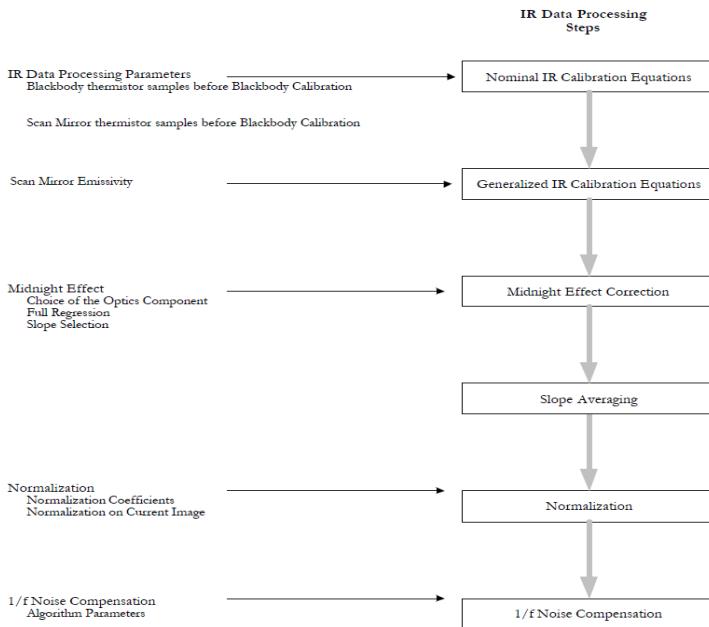 IR Data Processing
Steps
IR Data Processing Parameters
Blackbody thermistor samples before Blackbody Calibration
Scan Mirror thermistor samples before Blackbody Calibration
Nominal IR Calibration Equations
Scan Mirror Emissivity
Generalized IR Calibration Equations
Midnight Effect
Choice of the Optics Component
Full Regression
Slope Selection
Midnight Effect Correction
Slope Averaging
Normalization
Normalization Coefficients
Normalization on Current Image
Normalization
1/f Noise Compensation
Algorithm Parameters
1/f Noise Compensation